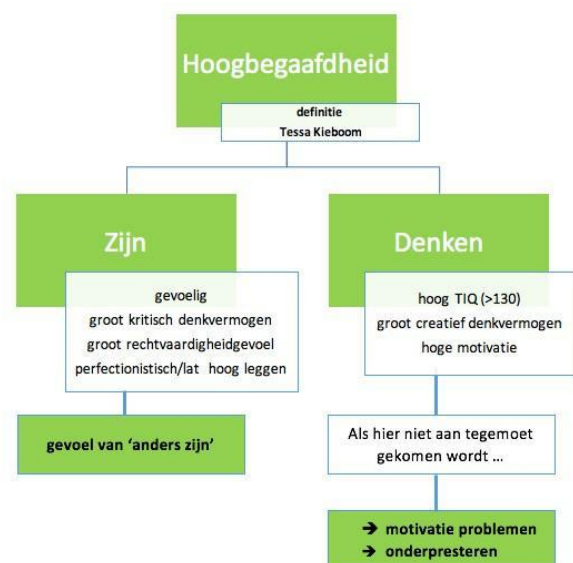 Hoogbegaafdheid
definitie
Tessa Kieboom
Zijn
gevoelig
groot kritisch denkvermogen
groot rechtvaardigheidgevoel
perfectionistisch/lat hoog leggen
gevoel van ‘anders zijn’
Denken
hoog TIQ (>130)
groot creatief denkvermogen
hoge motivatie
Als hier niet aan tegemoet
gekomen wordt ...
➔ motivatie problemen
➔ onderpresteren